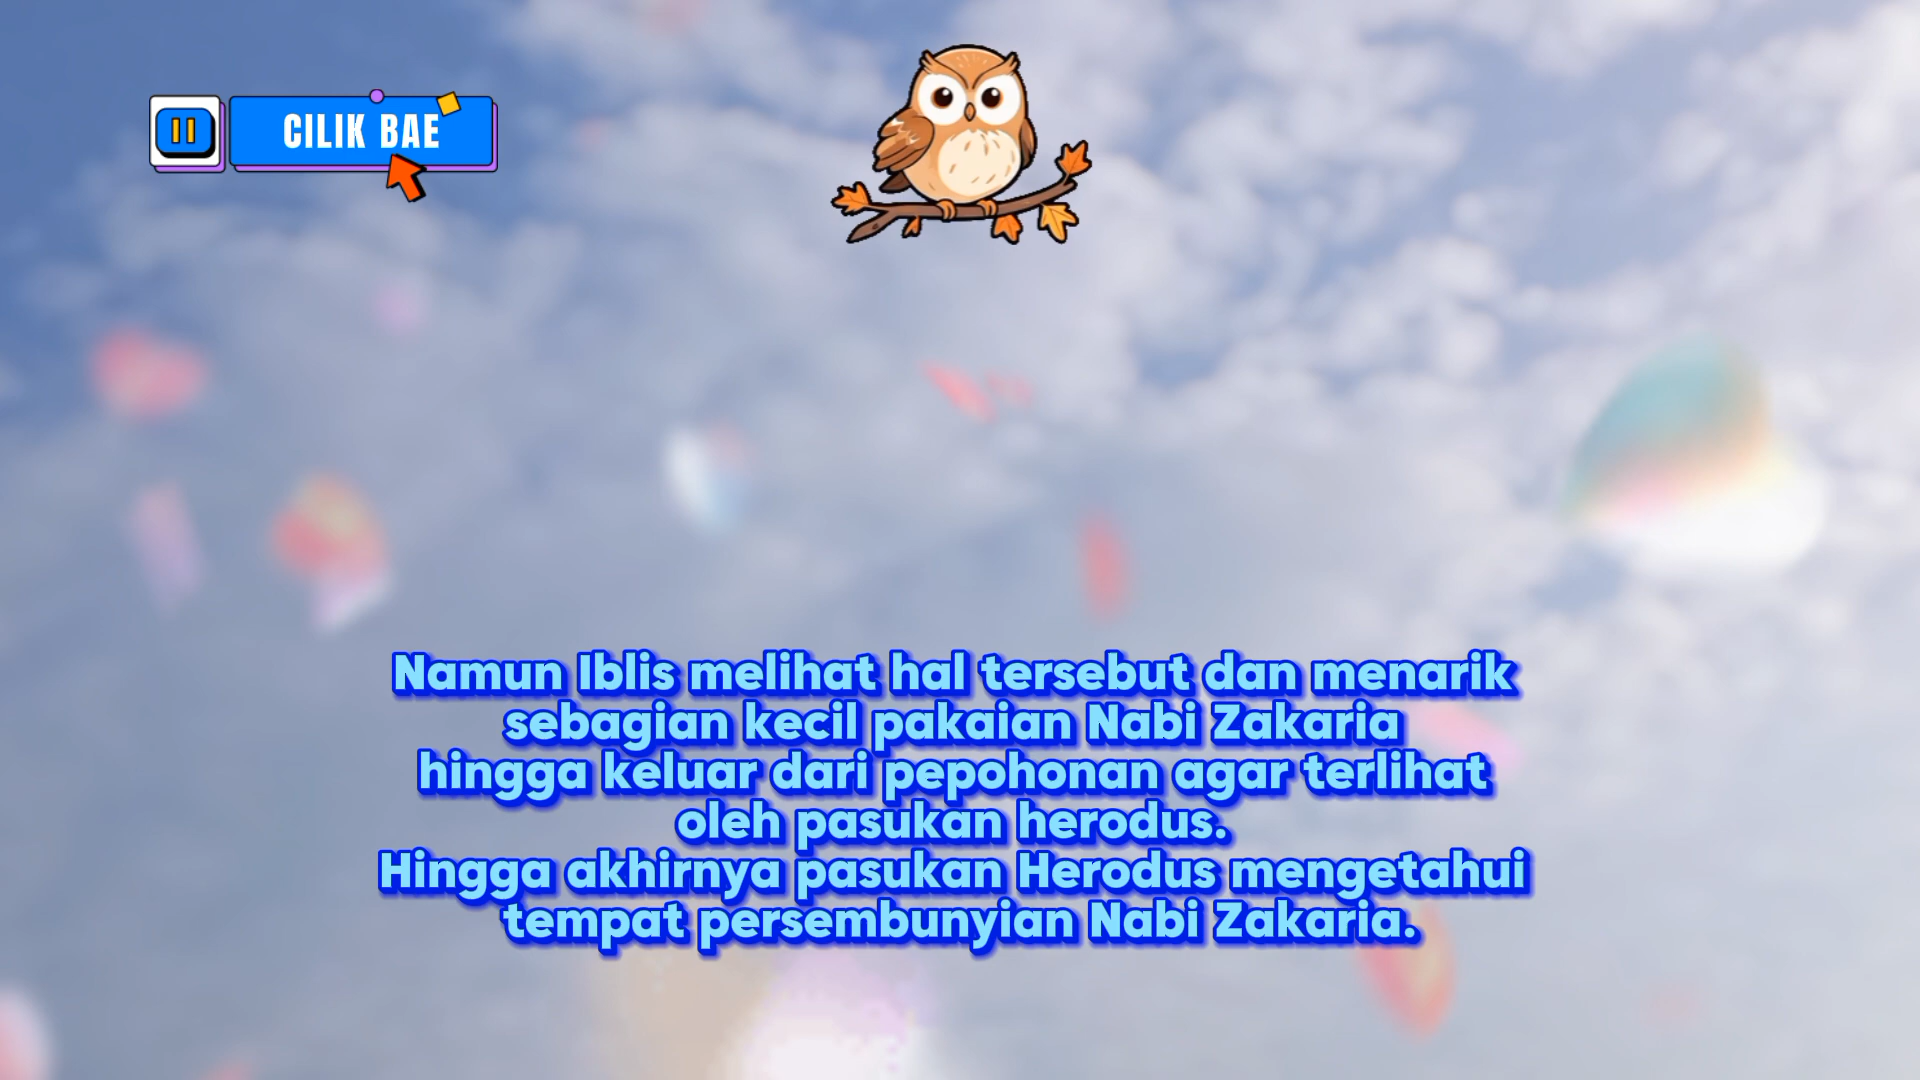 CILIK BAE
Namun Iblis melihat hal tersebut dan menarik
sebagian kecil pakaian Nabi Zakaria
hingga keluar dari pepohonan agar terlihat
oleh pasukan herodus.
Hingga akhirnya pasukan Herodus mengetahui
tempat persembunyian Nabi Zakaria.